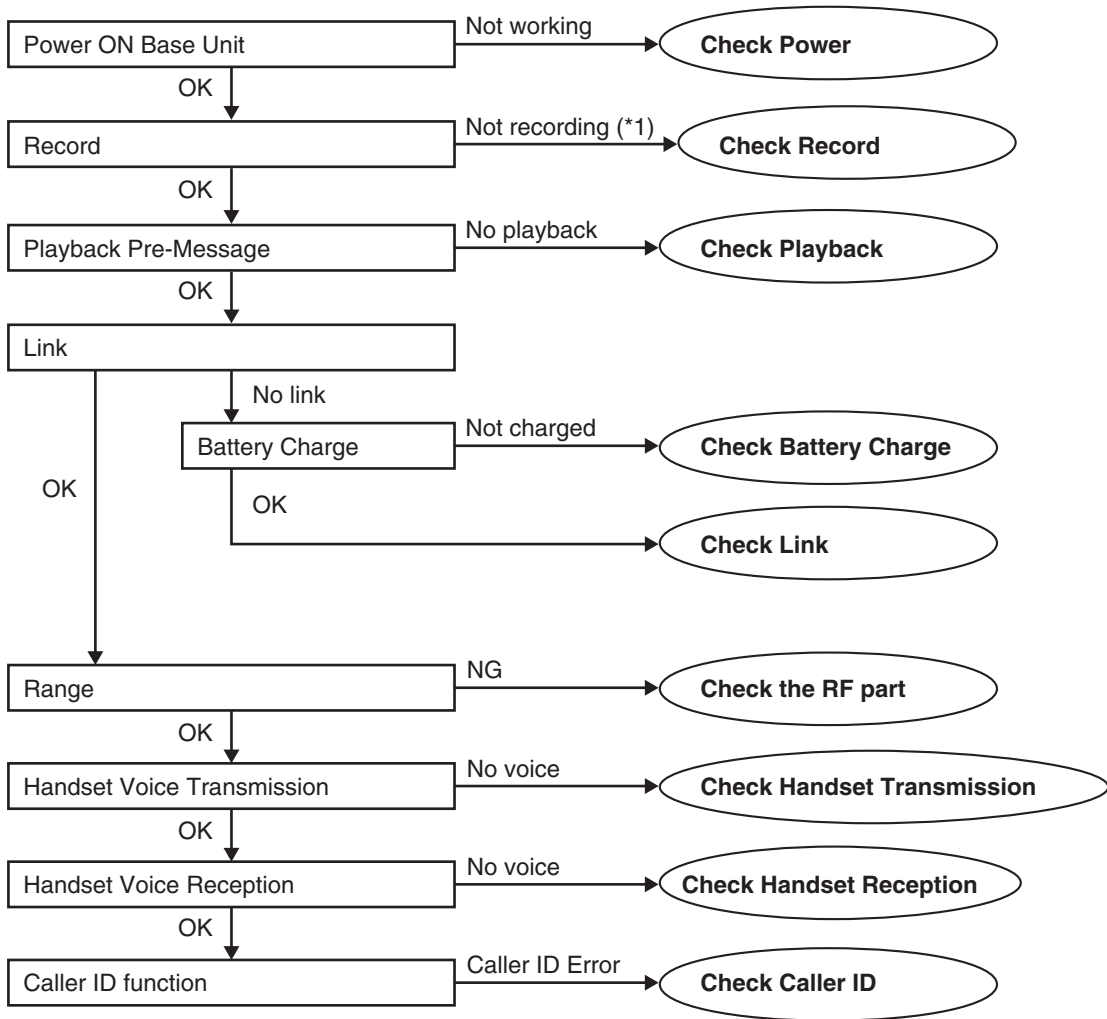 Power ON Base Unit
Not working
Check Power
OK
Record
Not recording (*1)
Check Record
OK
Playback Pre-Message
No playback
Check Playback
OK
Link
No link
Battery Charge
Not charged
Check Battery Charge
OK
OK
Check Link
Range
NG
Check the RF part
OK
Handset Voice Transmission
No voice
Check Handset Transmission
OK
Handset Voice Reception
No voice
Check Handset Reception
OK
Caller ID function
Caller ID Error
Check Caller ID